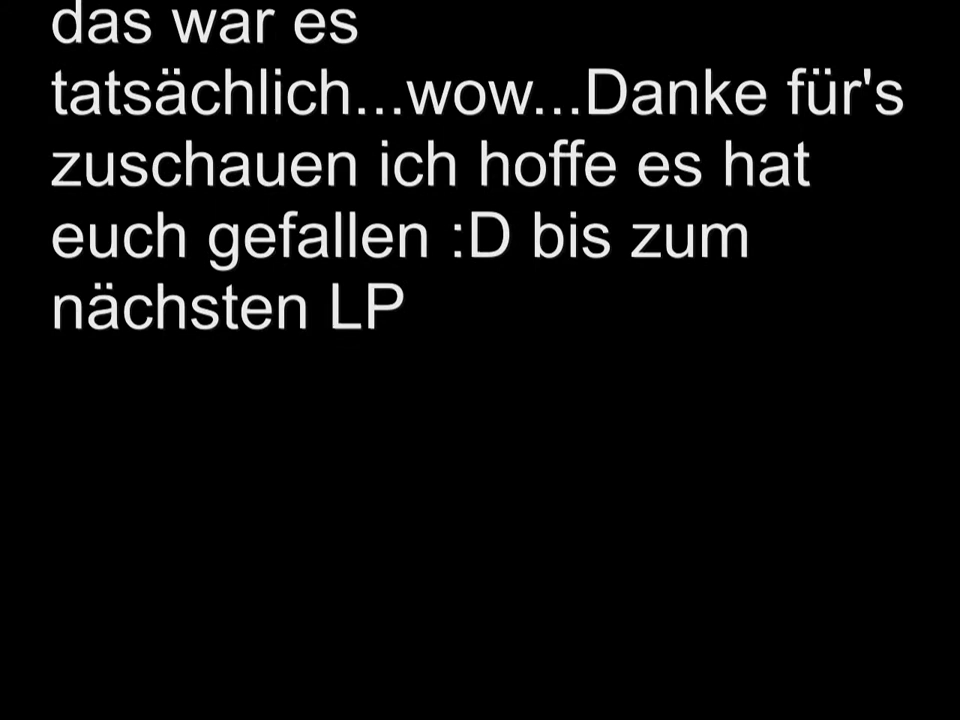 das war es
tatsächlich...wow...Danke für's
zuschauen ich hoffe es hat
euch gefallen :D bis zum
nächsten LP